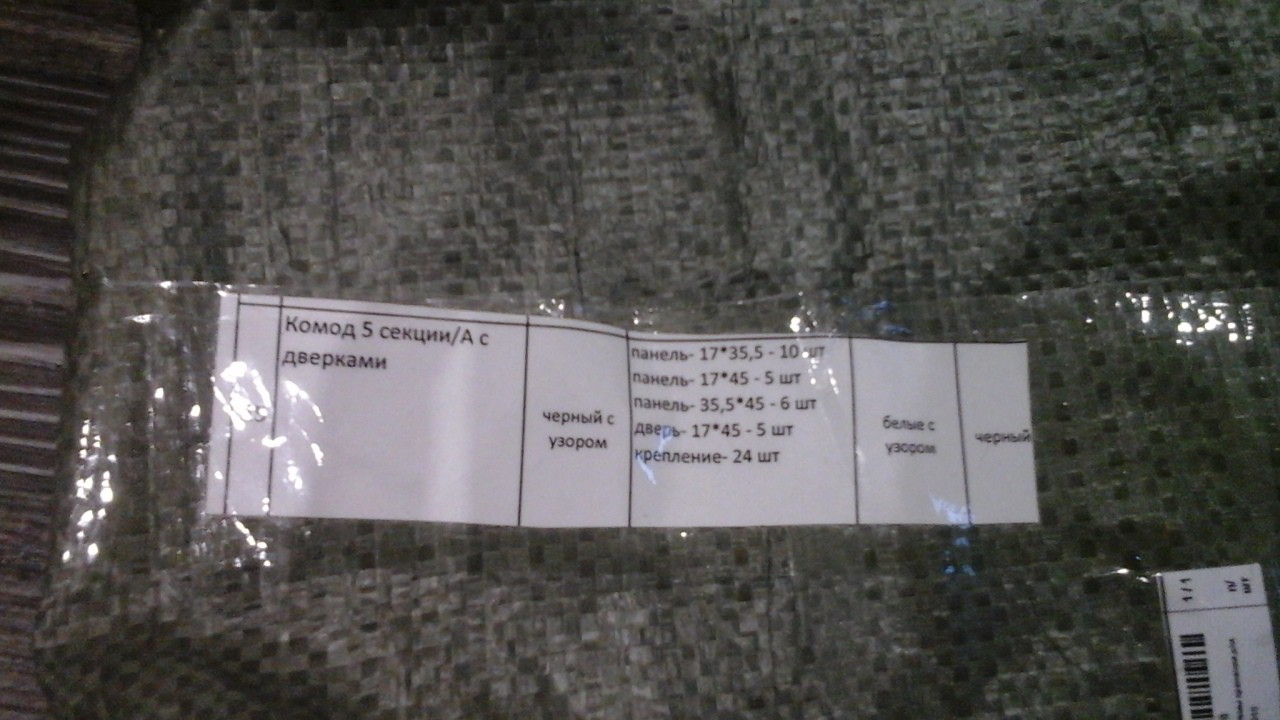 Комод 5 секции/А с
дверками
черный с
узором
панель- 17*35,5 - 10 шт
панель- 17*45 - 5 шт
панель- 35,5*45 - 6 шт
дверь- 17*45 - 5 шт
крепление- 24 шт
белые с
узором
черный
1 / 1
п/
шт